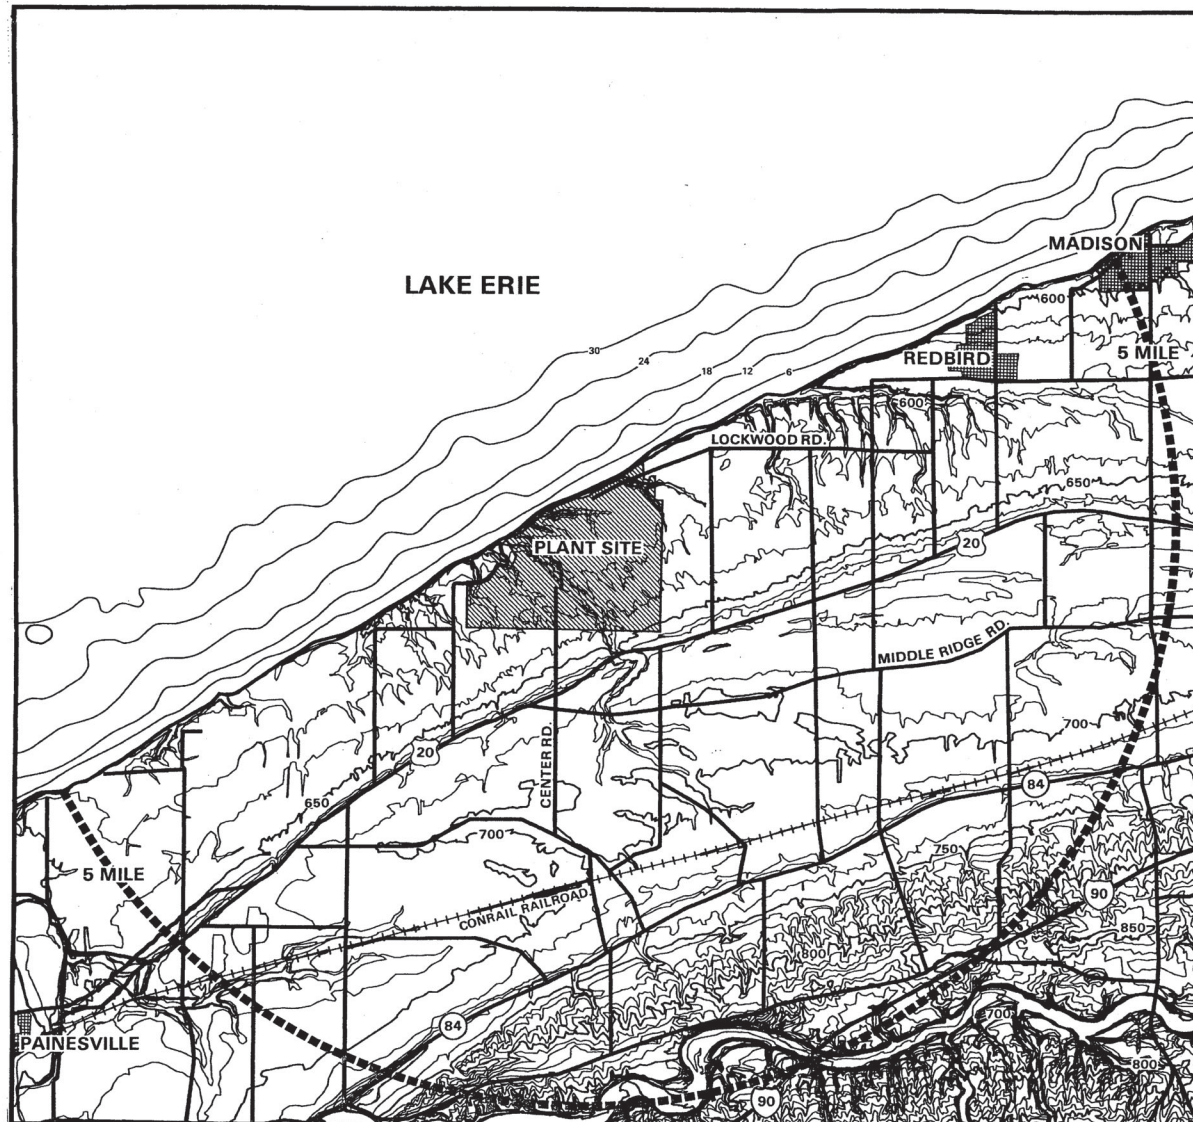 MADISON
LAKE ERIE
600
30
24
18
12
6
REDBIRD
5 MILE
600
LOCKWOOD RD.
650
PLANT SITE
20
MIDDLE RIDGE RD.
700
20
CENTER RD.
84
650
700
750
5 MILE
90
CONRAIL RAILROAD
850
800
700
84
PAINESVILLE
800
90